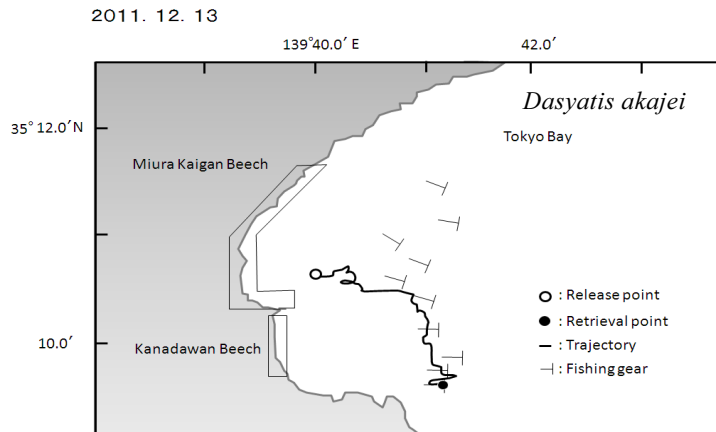 2011. 12. 13
139°40.0′ E
42.0′
Dasyatis akajei
35°12.0′N
Tokyo Bay
Miura Kaigan Beech
: Release point
: Retrieval point
10.0′
Kanadawan Beech
: Trajectory
: Fishing gear